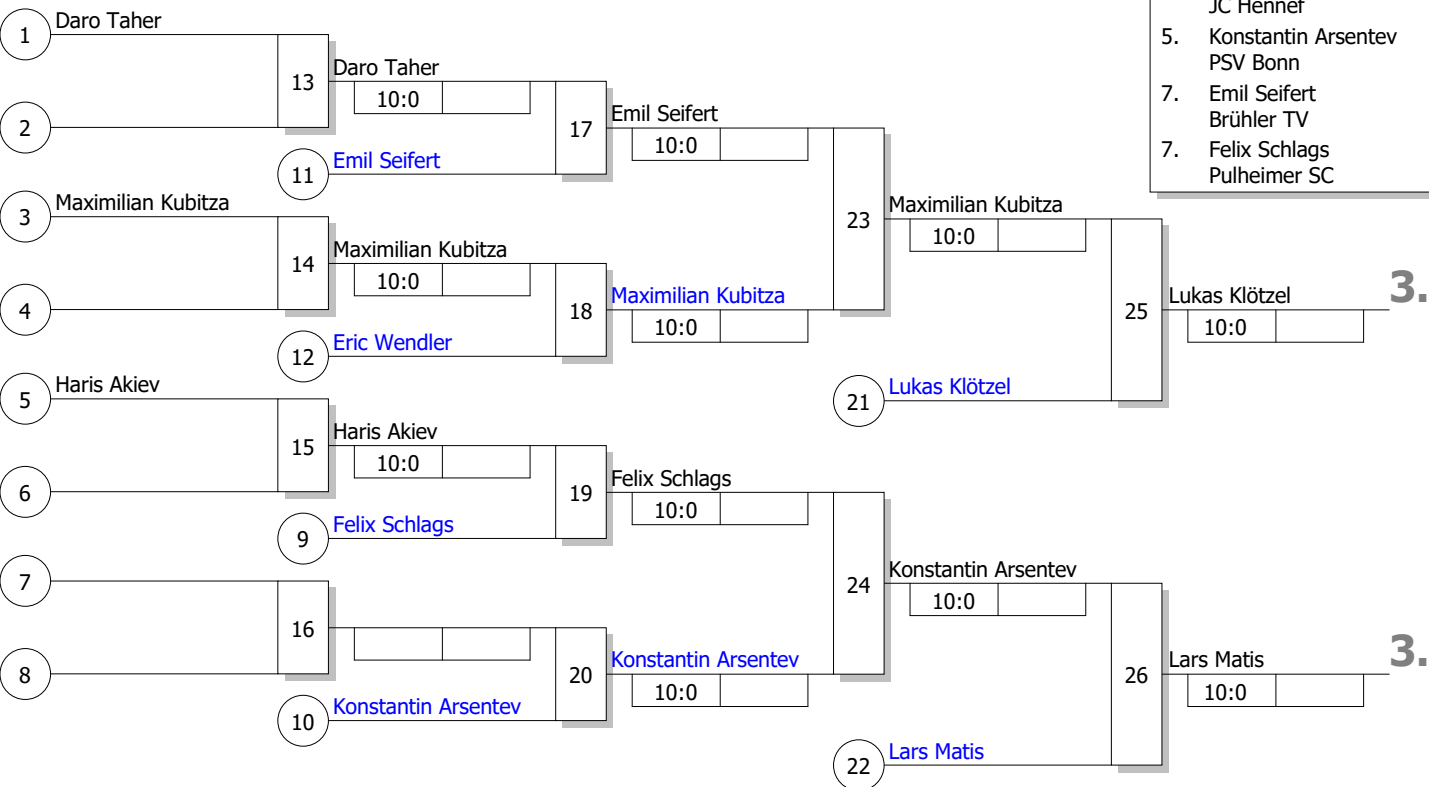 JC Hennef
5. Konstantin Arsentev
PSV Bonn
7. Emil Seifert
Brühler TV
7. Felix Schlags
Pulheimer SC
1 Daro Taher
13 Daro Taher
10:0
2
17 Emil Seifert
10:0
11 Emil Seifert
3 Maximilian Kubitza
23 Maximilian Kubitza
10:0
14 Maximilian Kubitza
10:0
4
18 Maximilian Kubitza
10:0
12 Eric Wendler
25 Lukas Klötzel 3.
10:0
21 Lukas Klötzel
5 Haris Akiev
15 Haris Akiev
10:0
6
19 Felix Schlags
10:0
9 Felix Schlags
7
24 Konstantin Arsentev
10:0
16
8
20 Konstantin Arsentev
10:0
10 Konstantin Arsentev
26 Lars Matis 3.
10:0
22 Lars Matis